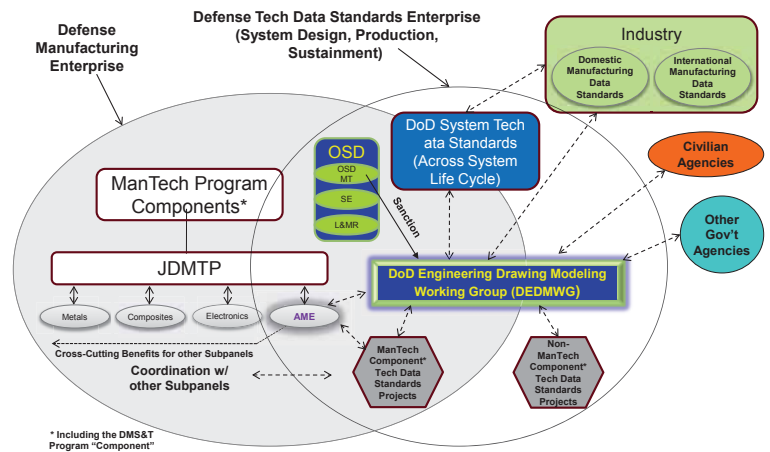 Defense
Manufacturing
Enterprise
Defense Tech Data Standards Enterprise
(System Design, Production,
Sustainment)
Industry
Domestic
Manufacturing
Data
Standards
International
Manufacturing
Data
Standards
DoD System Tech
ata Standards
(Across System
Life Cycle)
OSD
OSD
MT
SE
L&MR
Sanction
Civilian
Agencies
Other
Gov't
Agencies
ManTech Program
Components*
JDMTP
DoD Engineering Drawing Modeling
Working Group (DEDMWG)
Metals
Composites
Electronics
AME
Cross-Cutting Benefits for other Subpanels
Coordination w/
other Subpanels
ManTech
Component*
Tech Data
Standards
Projects
Non-
ManTech
Component*
Tech Data
Standards
Projects
* Including the DMS&T
Program "Component"